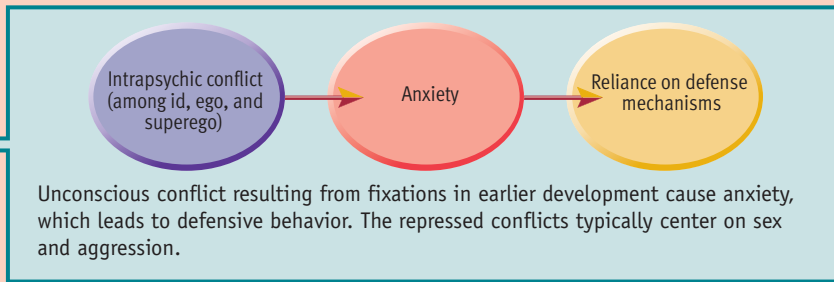 Intrapsychic conflict
(among id, ego, and
superego)
Anxiety
Reliance on defense
mechanisms
Unconscious conflict resulting from fixations in earlier development cause anxiety,
which leads to defensive behavior. The repressed conflicts typically center on sex
and aggression.